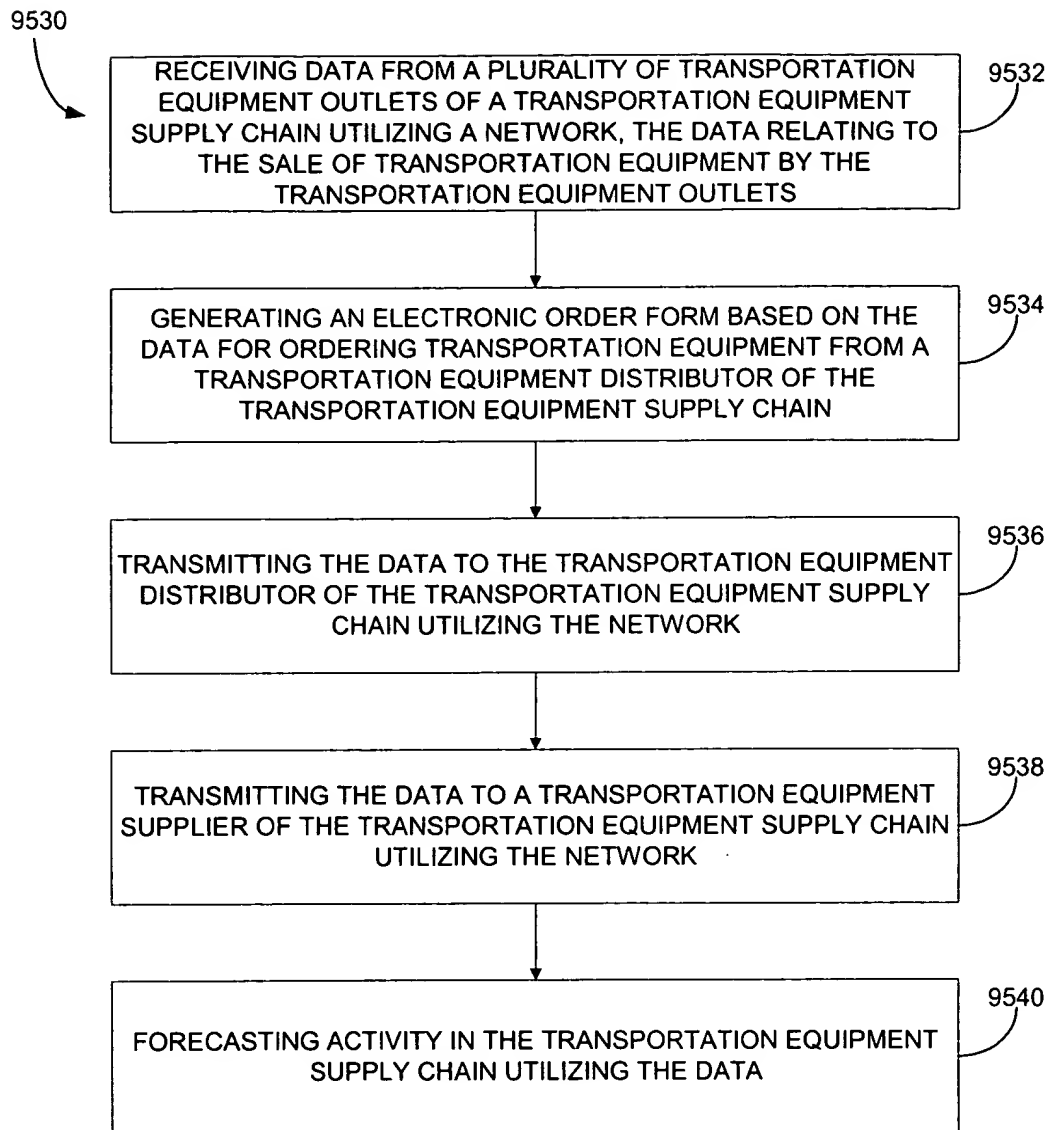 9530
RECEIVING DATA FROM A PLURALITY OF TRANSPORTATION
EQUIPMENT OUTLETS OF A TRANSPORTATION EQUIPMENT
SUPPLY CHAIN UTILIZING A NETWORK, THE DATA RELATING TO
THE SALE OF TRANSPORTATION EQUIPMENT BY THE
TRANSPORTATION EQUIPMENT OUTLETS
9532
GENERATING AN ELECTRONIC ORDER FORM BASED ON THE
DATA FOR ORDERING TRANSPORTATION EQUIPMENT FROM A
TRANSPORTATION EQUIPMENT DISTRIBUTOR OF THE
TRANSPORTATION EQUIPMENT SUPPLY CHAIN
9534
TRANSMITTING THE DATA TO THE TRANSPORTATION EQUIPMENT
DISTRIBUTOR OF THE TRANSPORTATION EQUIPMENT SUPPLY
CHAIN UTILIZING THE NETWORK
9536
TRANSMITTING THE DATA TO A TRANSPORTATION EQUIPMENT
SUPPLIER OF THE TRANSPORTATION EQUIPMENT SUPPLY CHAIN
UTILIZING THE NETWORK
9538
FORECASTING ACTIVITY IN THE TRANSPORTATION EQUIPMENT
SUPPLY CHAIN UTILIZING THE DATA
9540